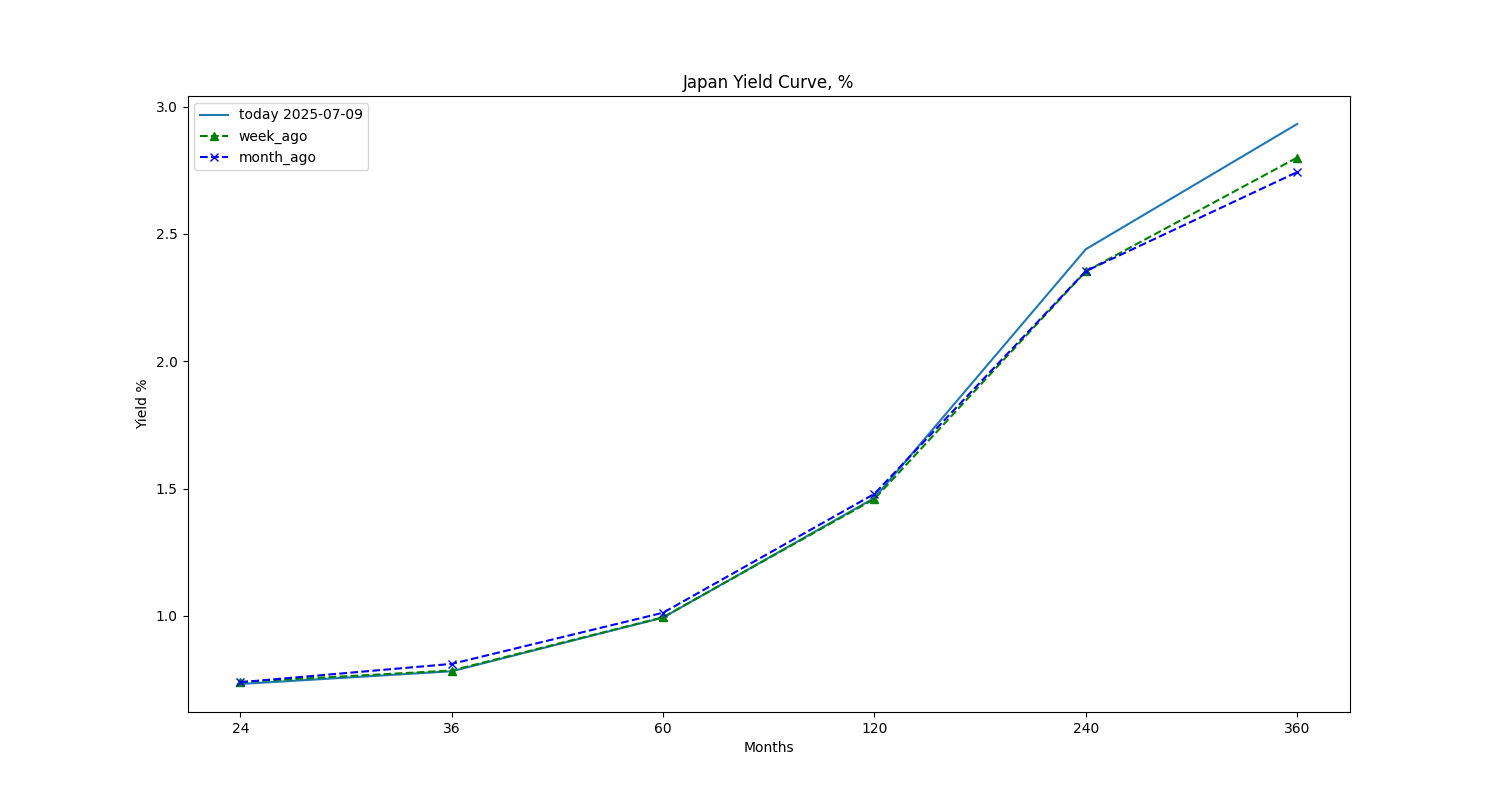 Japan Yield Curve, %
today 2025-07-09
week_ago
month_ago
3.0
2.5
2.0
1.5
1.0
Yield %
24 36 60 120 240 360
Months